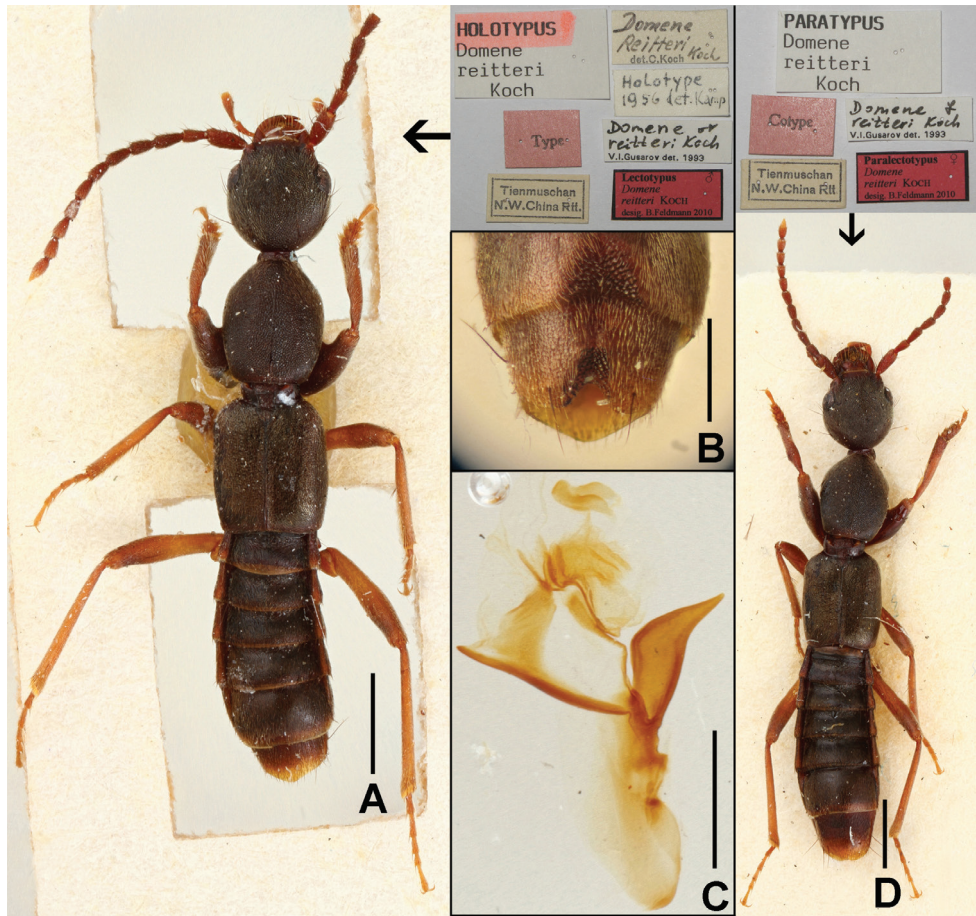 HOLOTYPUS
Domene
reitteri
Koch
Domene
Reitteri Koch
det.C.Koch
Holotype
1956 det. Kamp
Type
Domene ♂
reitteri Koch
V.I.Gusarov det. 1993
Tienmuschan
N.W.China Rtt.
Lectotypus ♂
Domene
reitteri KOCH
desig. B.Feldmann 2010
PARATYPUS
Domene
reitteri
Koch
Cotype
Domene ♀
reitteri Koch
V.I.Gusarov det. 1993
Tienmuschan
N.W.China Rtt.
Paralectotypus ♀
Domene
reitteri KOCH
desig. B.Feldmann 2010
A
B
C
D